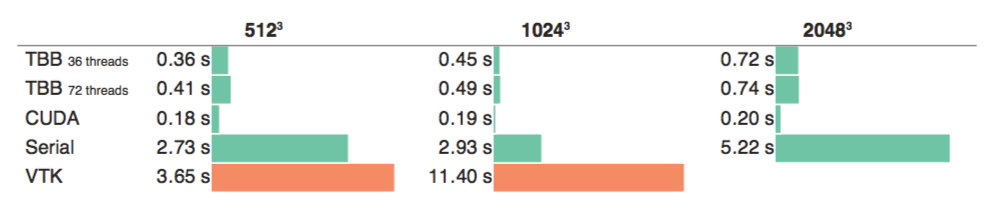 512³ 1024³ 2048³
TBB 36 threads 0.36 s 0.45 s 0.72 s
TBB 72 threads 0.41 s 0.49 s 0.74 s
CUDA 0.18 s 0.19 s 0.20 s
Serial 2.73 s 2.93 s 5.22 s
VTK 3.65 s 11.40 s